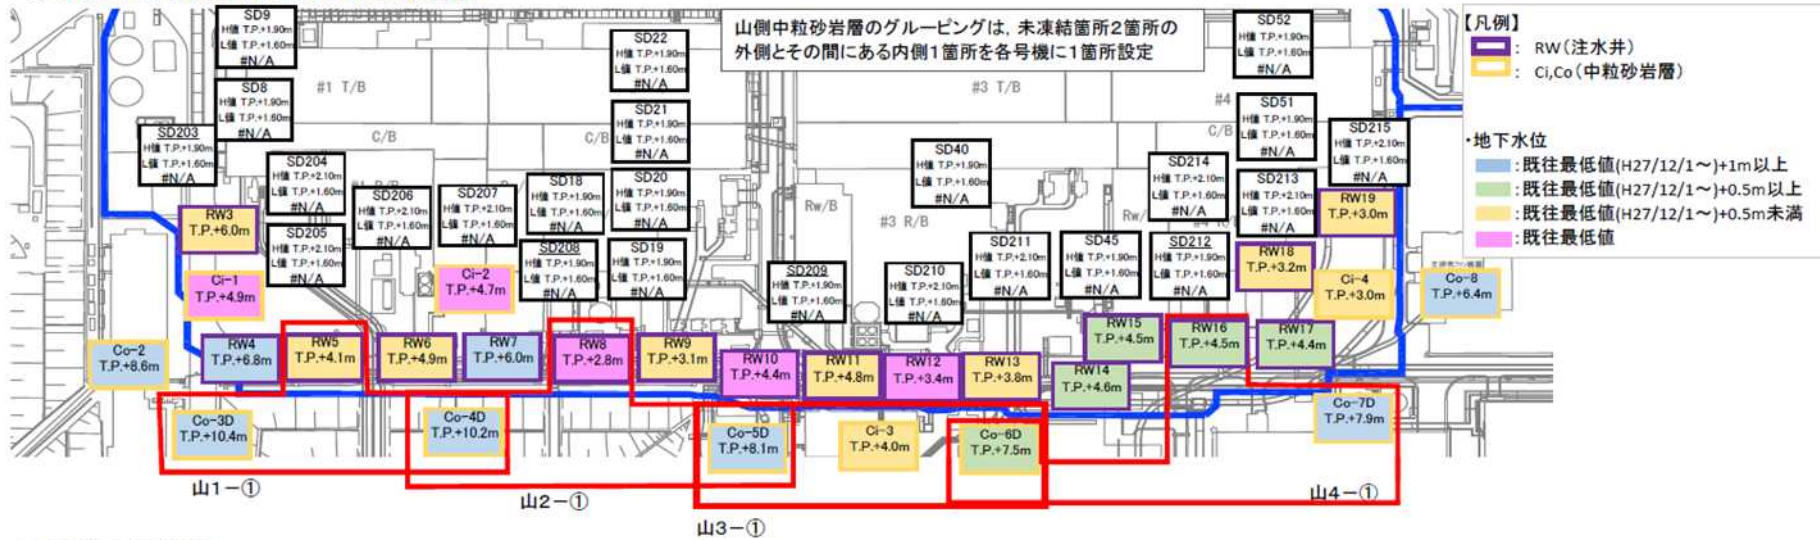 山側中粒砂岩層のグルーピングは，未凍結箇所2箇所の
外側とその間にある内側1箇所を各号機に1箇所設定
【凡例】
： RW（注水井）
： Ci,Co（中粒砂岩層）
・地下水位
：既往最低値(H27/12/1～)+1m以上
：既往最低値(H27/12/1～)+0.5m以上
：既往最低値(H27/12/1～)+0.5m未満
：既往最低値
SD9
H値 T.P.+1.90m
L値 T.P.+1.60m
#N/A
SD8
H値 T.P.+1.90m
L値 T.P.+1.60m
#N/A
SD203
H値 T.P.+1.90m
L値 T.P.+1.60m
#N/A
SD204
H値 T.P.+2.10m
L値 T.P.+1.60m
#N/A
SD205
H値 T.P.+2.10m
L値 T.P.+1.60m
#N/A
SD206
H値 T.P.+2.10m
L値 T.P.+1.60m
#N/A
SD207
H値 T.P.+2.10m
L値 T.P.+1.60m
#N/A
SD18
H値 T.P.+1.90m
L値 T.P.+1.60m
#N/A
SD208
H値 T.P.+1.90m
L値 T.P.+1.60m
#N/A
SD22
H値 T.P.+1.90m
L値 T.P.+1.60m
#N/A
SD21
H値 T.P.+1.90m
L値 T.P.+1.60m
#N/A
SD20
H値 T.P.+1.90m
L値 T.P.+1.60m
#N/A
SD19
H値 T.P.+1.90m
L値 T.P.+1.60m
#N/A
SD209
H値 T.P.+1.90m
L値 T.P.+1.60m
#N/A
SD40
H値 T.P.+1.90m
L値 T.P.+1.60m
#N/A
SD210
H値 T.P.+2.10m
L値 T.P.+1.60m
#N/A
SD211
H値 T.P.+2.10m
L値 T.P.+1.60m
#N/A
SD45
H値 T.P.+1.90m
L値 T.P.+1.60m
#N/A
SD214
H値 T.P.+2.10m
L値 T.P.+1.60m
#N/A
SD212
H値 T.P.+1.90m
L値 T.P.+1.60m
#N/A
SD52
H値 T.P.+1.90m
L値 T.P.+1.60m
#N/A
SD51
H値 T.P.+1.90m
L値 T.P.+1.60m
#N/A
SD213
H値 T.P.+2.10m
L値 T.P.+1.60m
#N/A
SD215
H値 T.P.+2.10m
L値 T.P.+1.60m
#N/A
#1 T/B
C/B
C/B
Rw/B
#3 T/B
#3 R/B
#4
C/B
RW3
T.P.+6.0m
Ci-1
T.P.+4.9m
Ci-2
T.P.+4.7m
RW19
T.P.+3.0m
RW18
T.P.+3.2m
Ci-4
T.P.+3.0m
Co-8
T.P.+6.4m
Co-2
T.P.+8.6m
RW4
T.P.+6.8m
RW5
T.P.+4.1m
RW6
T.P.+4.9m
RW7
T.P.+6.0m
RW8
T.P.+2.8m
RW9
T.P.+3.1m
RW10
T.P.+4.4m
RW11
T.P.+4.8m
RW12
T.P.+3.4m
RW13
T.P.+3.8m
RW14
T.P.+4.6m
RW15
T.P.+4.5m
RW16
T.P.+4.5m
RW17
T.P.+4.4m
Co-3D
T.P.+10.4m
Co-4D
T.P.+10.2m
Co-5D
T.P.+8.1m
Ci-3
T.P.+4.0m
Co-6D
T.P.+7.5m
Co-7D
T.P.+7.9m
山1－①
山2－①
山3－①
山4－①